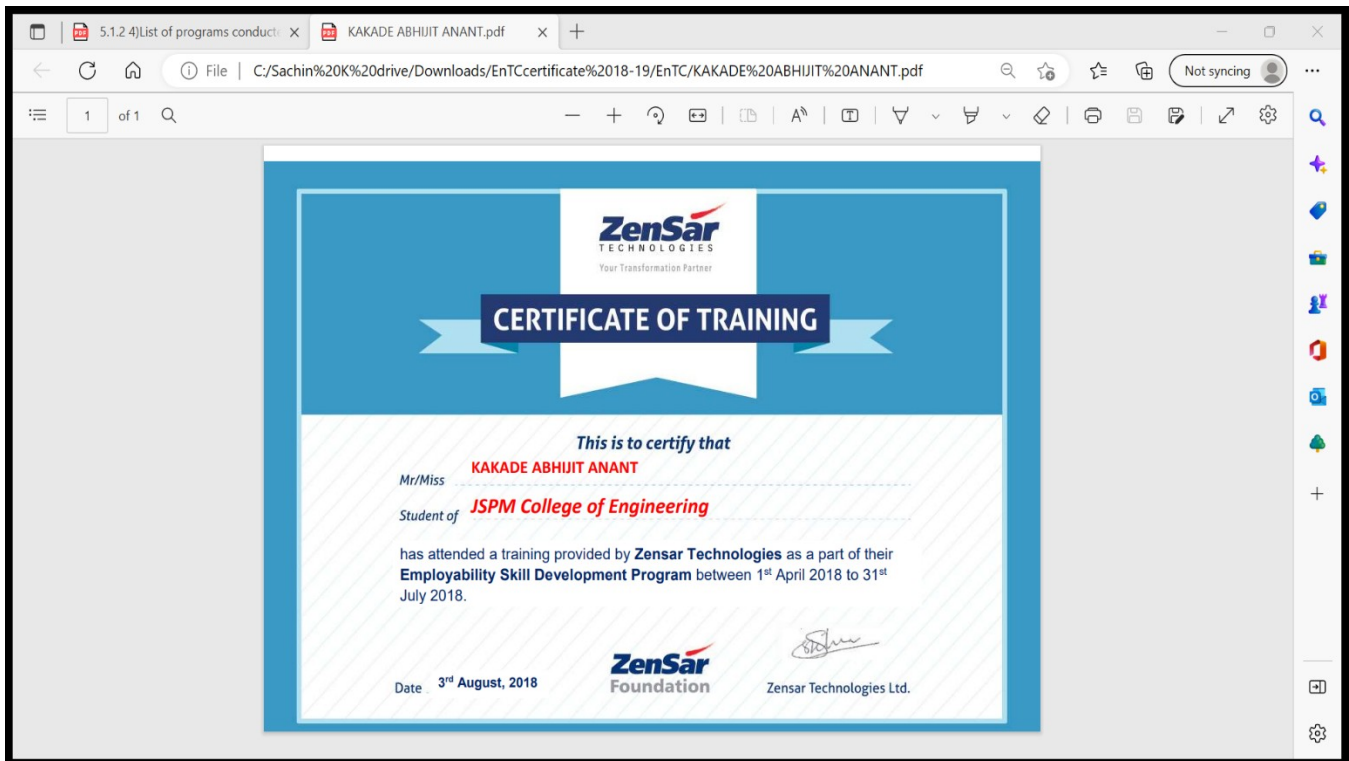 5.1.2 4)List of programs conducte
KAKADE ABHIJIT ANANT.pdf
File
C:/Sachin%20K%20drive/Downloads/EnTCcertificate%2018-19/EnTC/KAKADE%20ABHIJIT%20ANANT.pdf
Not syncing
1 of 1
ZenSar
TECHNOLOGIES
Your Transformation Partner
CERTIFICATE OF TRAINING
This is to certify that
Mr/Miss KAKADE ABHIJIT ANANT
Student of JSPM College of Engineering
has attended a training provided by Zensar Technologies as a part of their
Employability Skill Development Program between 1st April 2018 to 31st
July 2018.
Date 3rd August, 2018
ZenSar
Foundation
Zensar Technologies Ltd.